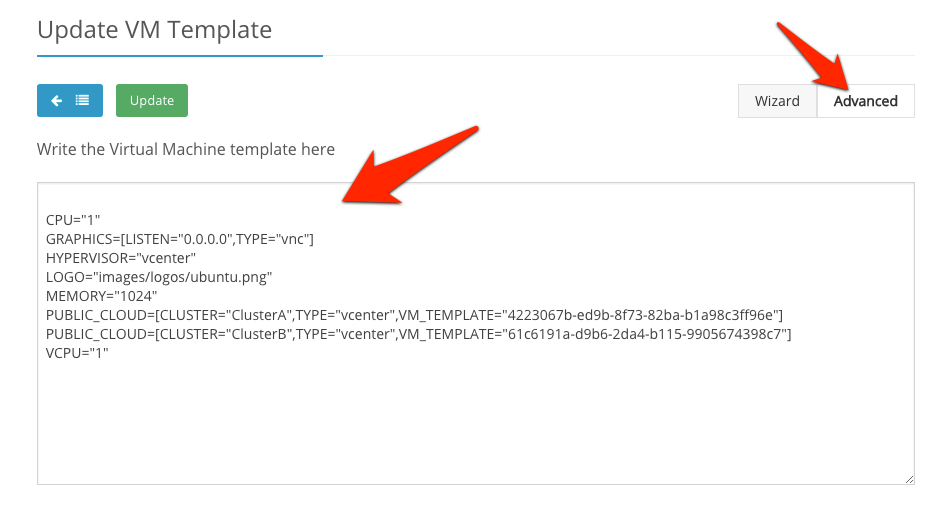 Update VM Template
Update
Wizard
Advanced
Write the Virtual Machine template here
CPU="1"
GRAPHICS=[LISTEN="0.0.0.0",TYPE="vnc"]
HYPERVISOR="vcenter"
LOGO="images/logos/ubuntu.png"
MEMORY="1024"
PUBLIC_CLOUD=[CLUSTER="ClusterA",TYPE="vcenter",VM_TEMPLATE="4223067b-ed9b-8f73-82ba-b1a98c3ff96e"]
PUBLIC_CLOUD=[CLUSTER="ClusterB",TYPE="vcenter",VM_TEMPLATE="61c6191a-d9b6-2da4-b115-9905674398c7"]
VCPU="1"